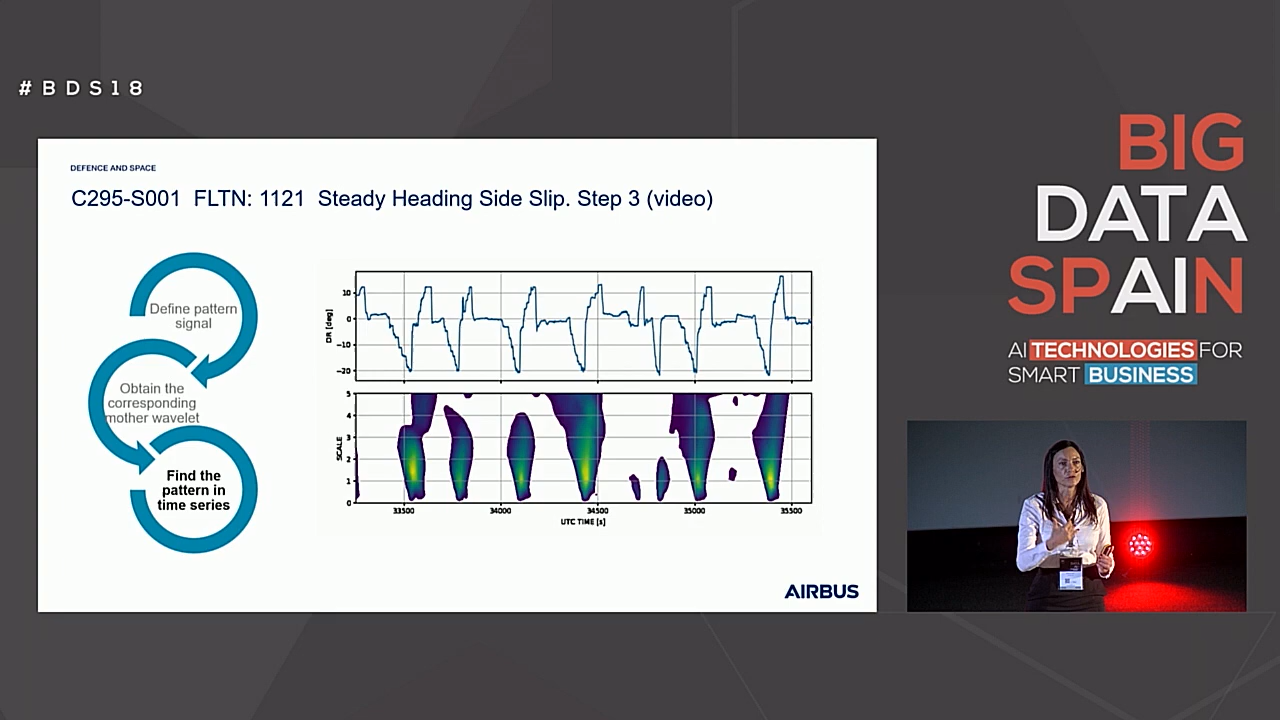 #BDS18
DEFENCE AND SPACE
C295-S001 FLTN: 1121 Steady Heading Side Slip. Step 3 (video)
Define pattern
signal
Obtain the
corresponding
mother wavelet
Find the
pattern in
time series
DR [deg]
10
0
-10
-20
SCALE
5
4
3
2
1
0
33500
34000
34500
35000
35500
UTC TIME [s]
AIRBUS
BIG
DATA
SPAIN
AI TECHNOLOGIES FOR
SMART BUSINESS